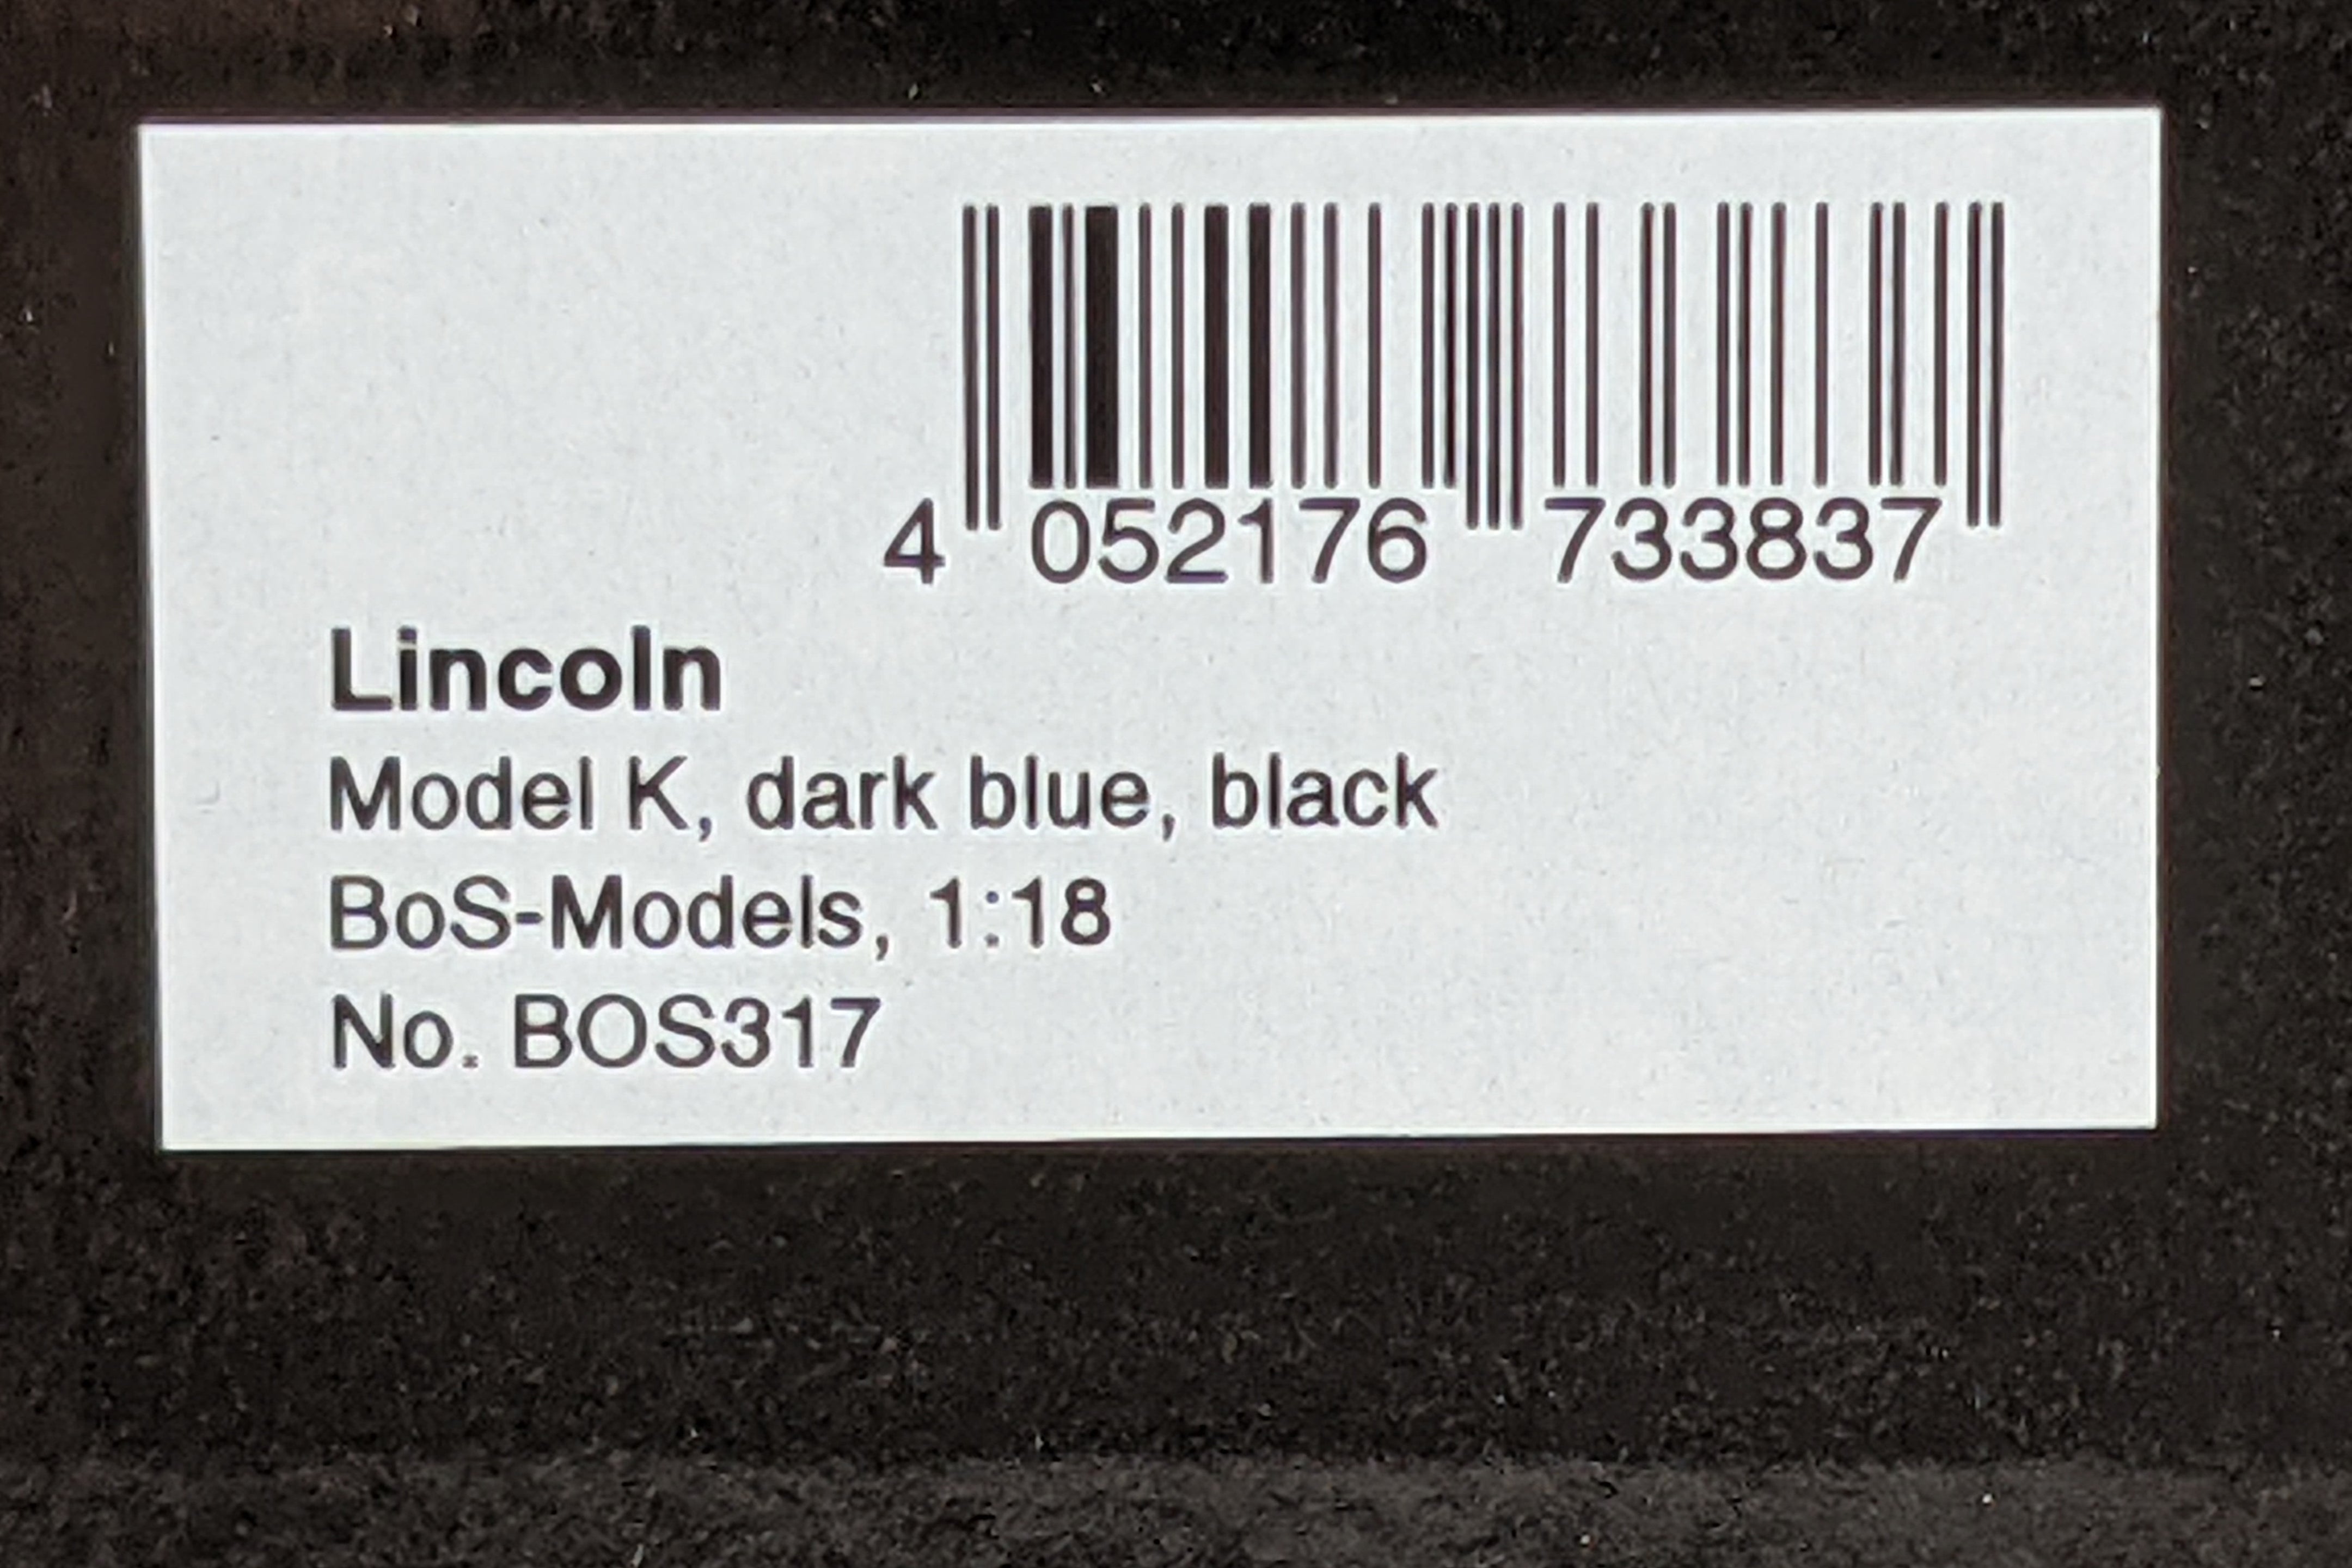 4 052176 733837
Lincoln
Model K, dark blue, black
BoS-Models, 1:18
No. BOS317